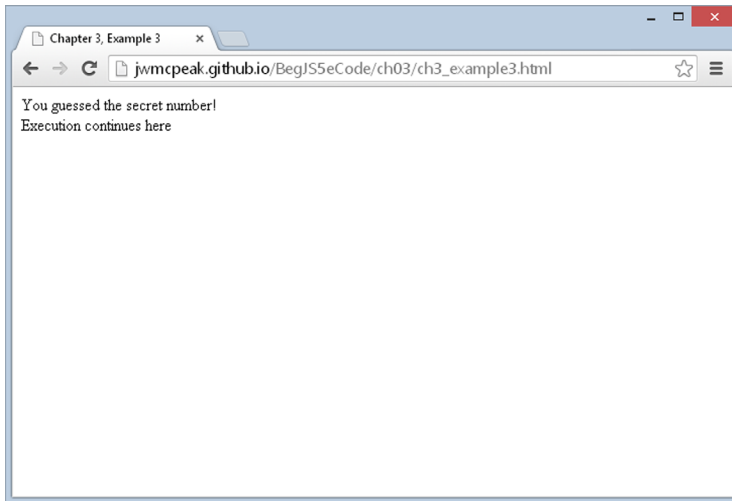 Chapter 3, Example 3
jwmcpeak.github.io/BegJS5eCode/ch03/ch3_example3.html
You guessed the secret number!
Execution continues here